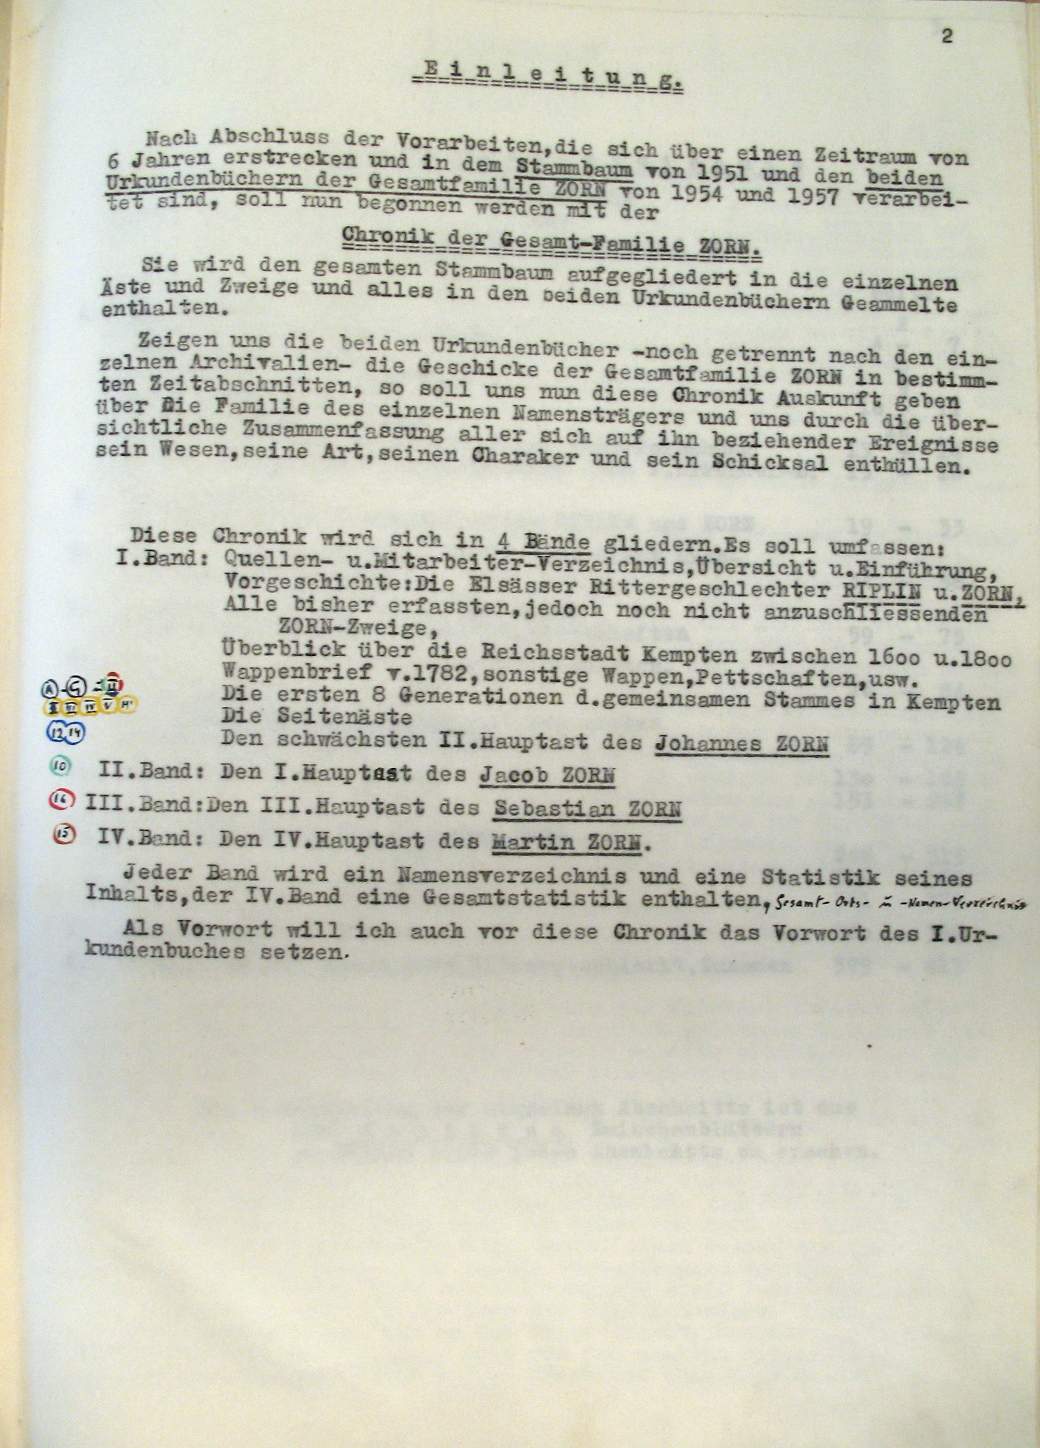 2
Einleitung.
Nach Abschluss der Vorarbeiten,die sich über einen Zeitraum von
6 Jahren erstrecken und in dem Stammbaum von 1951 und den beiden
Urkundenbüchern der Gesamtfamilie ZORN von 1954 und 1957 verarbei-
tet sind, soll nun begonnen werden mit der
Chronik der Gesamt-Familie ZORN.
Sie wird den gesamten Stammbaum aufgegliedert in die einzelnen
Äste und Zweige und alles in den beiden Urkundenbüchern Geammelte
enthalten.
Zeigen uns die beiden Urkundenbücher -noch getrennt nach den ein-
zelnen Archivalien- die Geschicke der Gesamtfamilie ZORN in bestimm-
ten Zeitabschnitten, so soll uns nun diese Chronik Auskunft geben
über die Familie des einzelnen Namensträgers und uns durch die über-
sichtliche Zusammenfassung aller sich auf ihn beziehender Ereignisse
sein Wesen,seine Art,seinen Charaker und sein Schicksal enthüllen.
Diese Chronik wird sich in 4 Bände gliedern.Es soll umfassen:
I.Band: Quellen- u.Mitarbeiter-Verzeichnis,Übersicht u.Einführung,
Vorgeschichte:Die Elsässer Rittergeschlechter RIPLIN u.ZORN,
Alle bisher erfassten,jedoch noch nicht anzuschliessenden
ZORN-Zweige,
Überblick über die Reichsstadt Kempten zwischen 16oo u.18oo
Wappenbrief v.1782,sonstige Wappen,Pettschaften,usw.
A - G = II
Die ersten 8 Generationen d.gemeinsamen Stammes in Kempten
II III IV V
Die Seitenäste
12,14
Den schwächsten II.Hauptast des Johannes ZORN
10 II.Band: Den I.Hauptast des Jacob ZORN
16 III.Band:Den III.Hauptast des Sebastian ZORN
15 IV.Band: Den IV.Hauptast des Martin ZORN.
Jeder Band wird ein Namensverzeichnis und eine Statistik seines
Inhalts,der IV.Band eine Gesamtstatistik enthalten, Gesamt- Orts- -Namen-Verzeichnis
Als Vorwort will ich auch vor diese Chronik das Vorwort des I.Ur-
kundenbuches setzen.